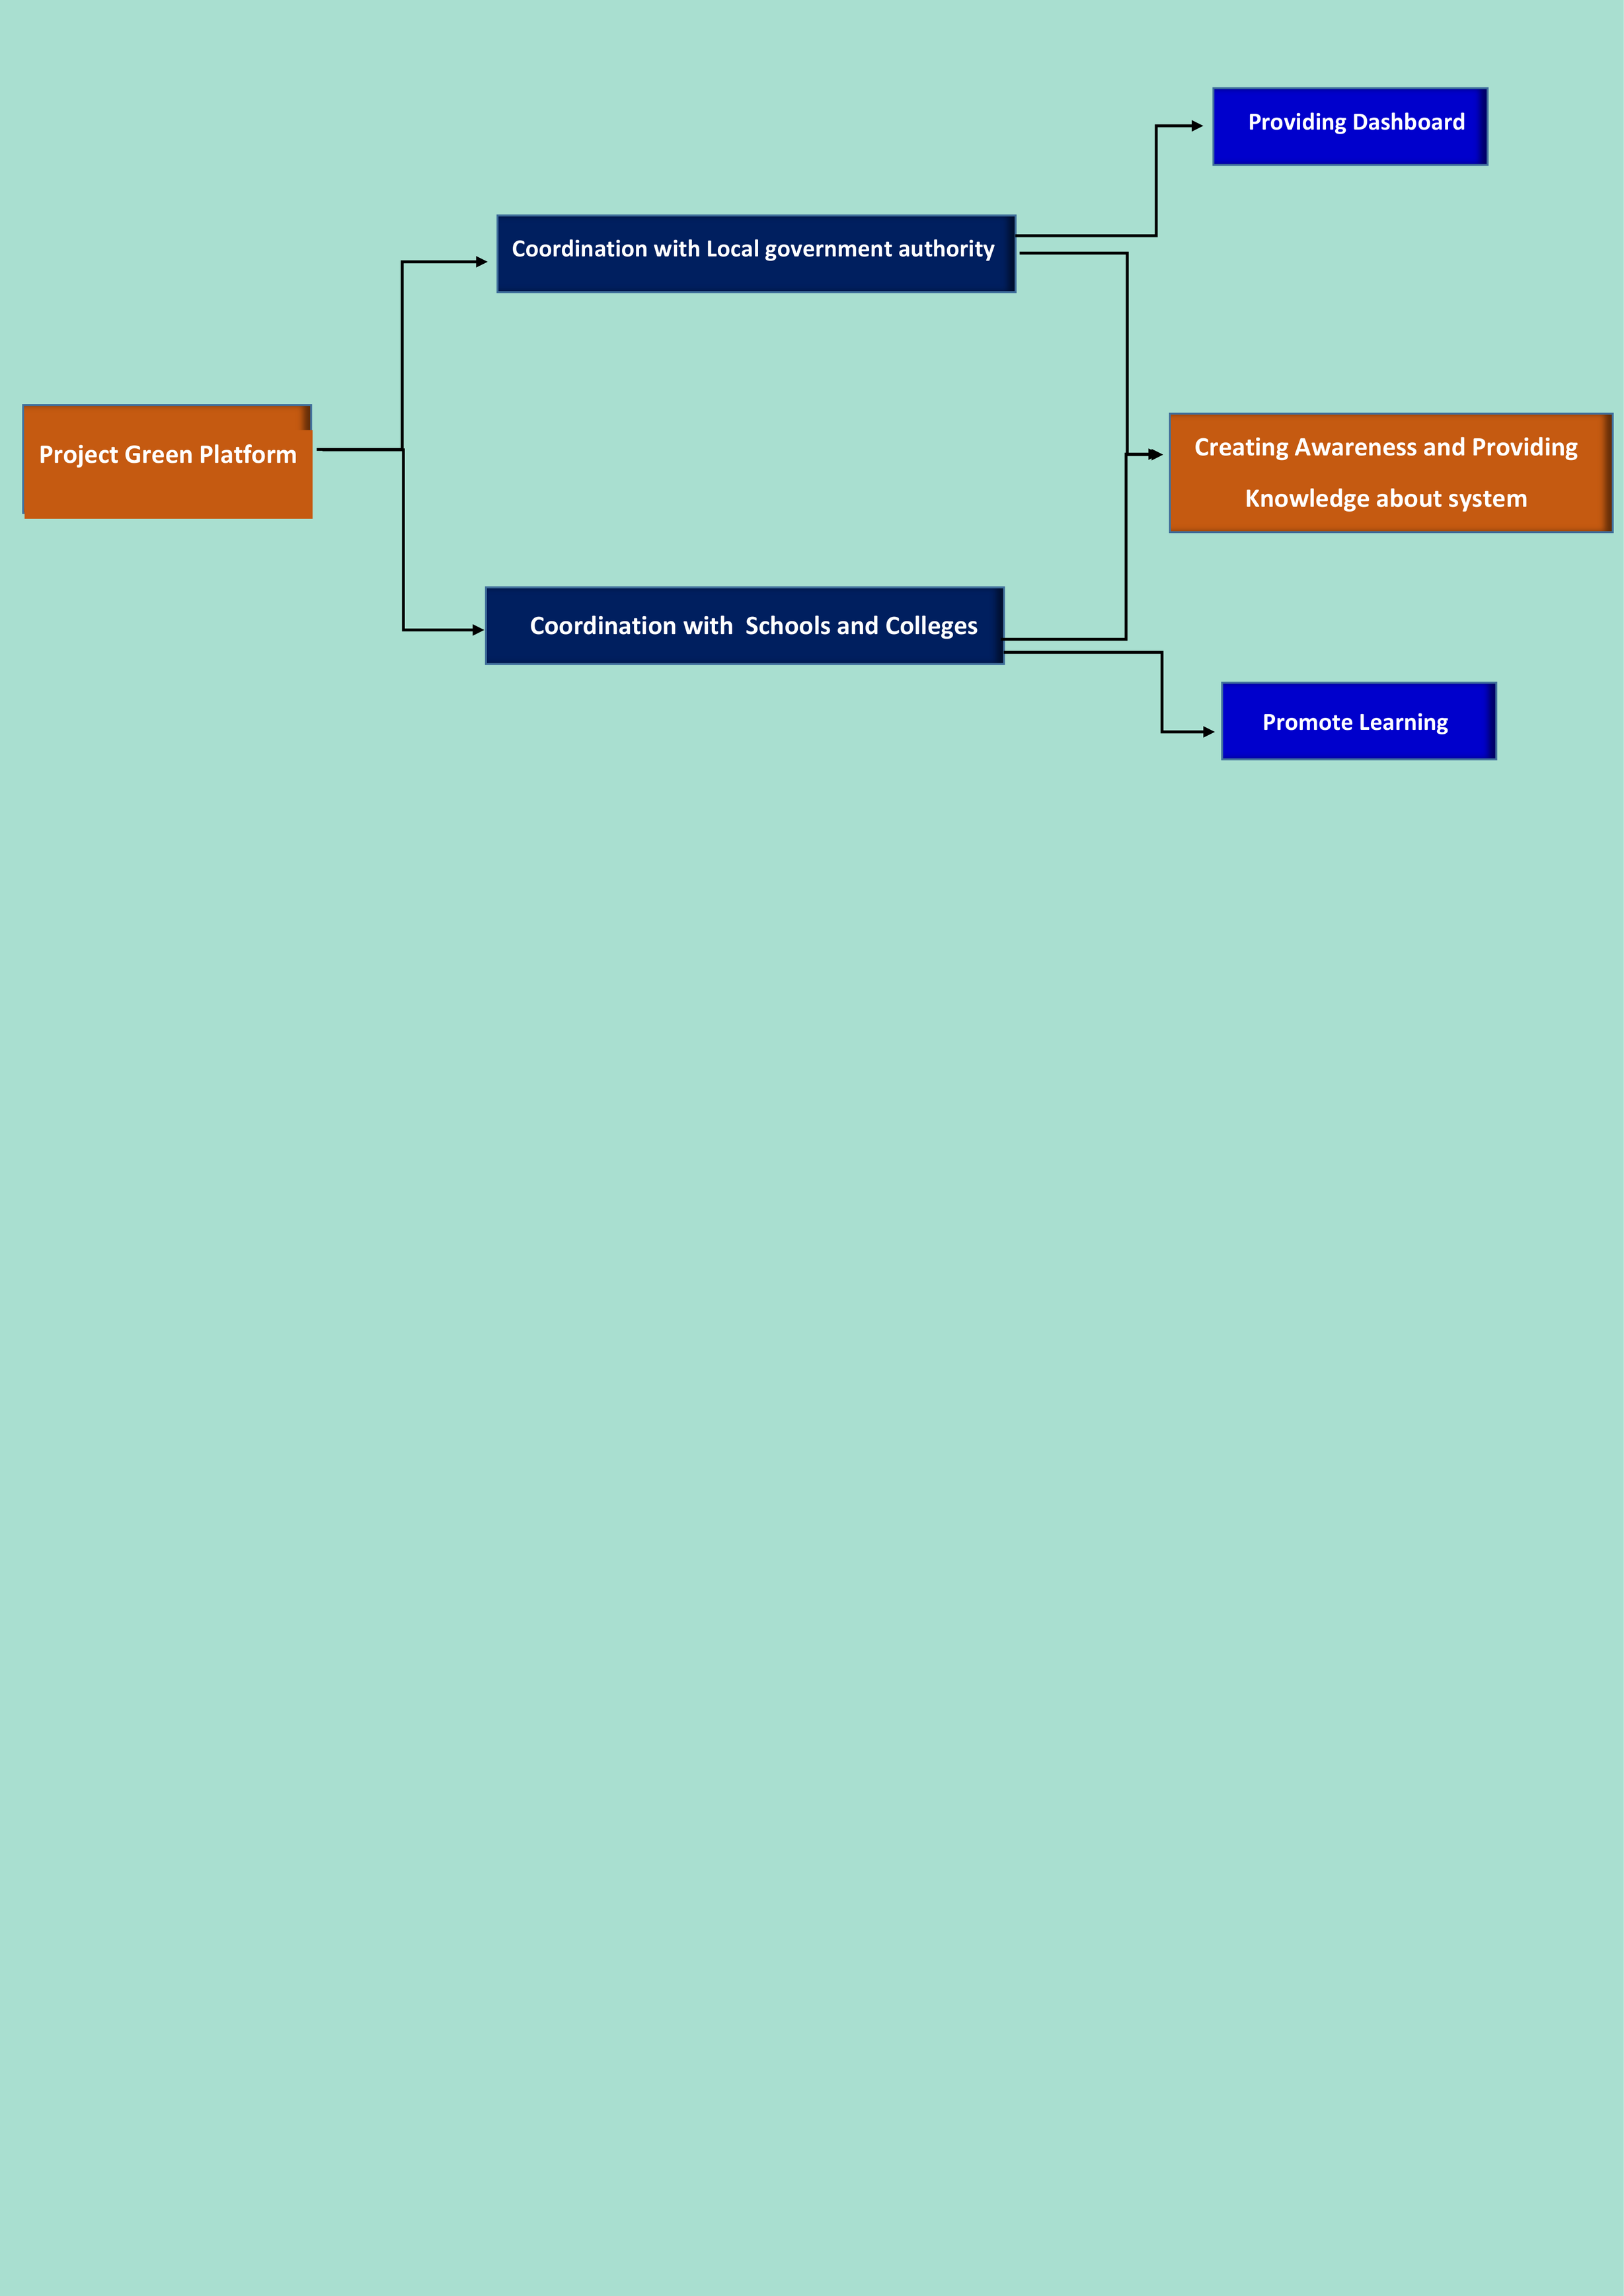 Providing Dashboard
Coordination with Local government authority
Project Green Platform
Creating Awareness and Providing
Knowledge about system
Coordination with  Schools and Colleges
Promote Learning